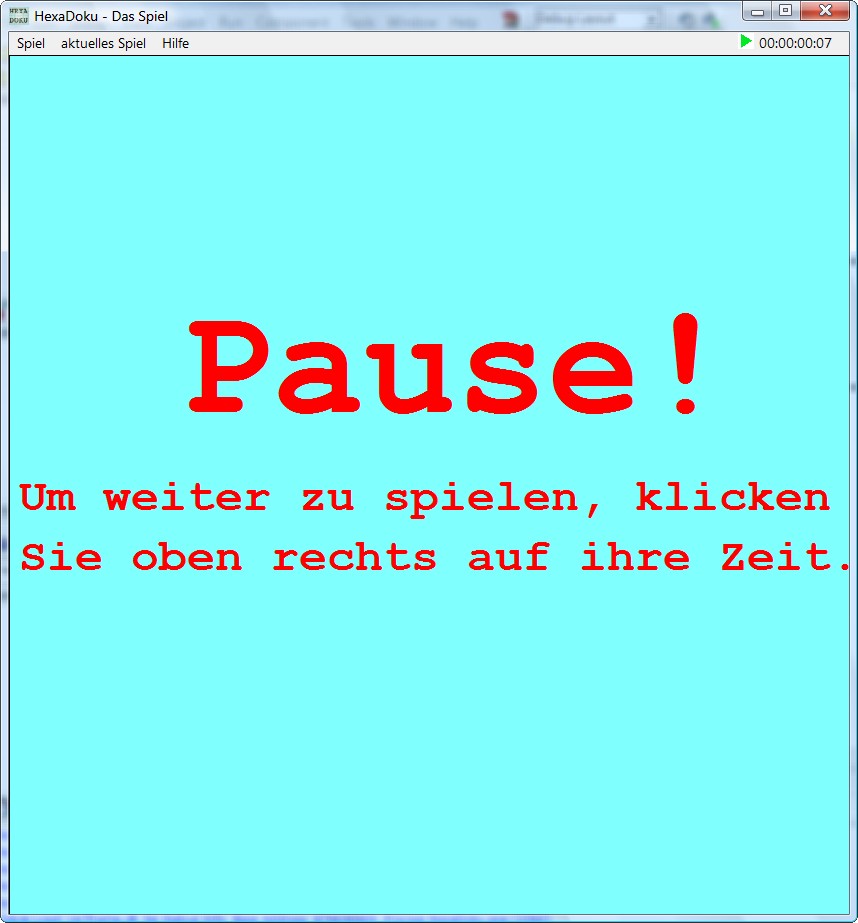 HEXA
DOKU
HexaDoku - Das Spiel
Spiel aktuelles Spiel Hilfe 00:00:00:07
Pause!
Um weiter zu spielen, klicken
Sie oben rechts auf ihre Zeit.